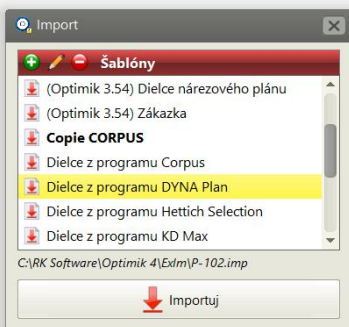 Import
Šablóny
(Optimik 3.54) Dielce nárezového plánu
(Optimik 3.54) Zákazka
Copie CORPUS
Dielce z programu Corpus
Dielce z programu DYNA Plan
Dielce z programu Hettich Selection
Dielce z programu KD Max
C:\RK Software\Optimik 4\ExIm\P-102.imp
Importuj